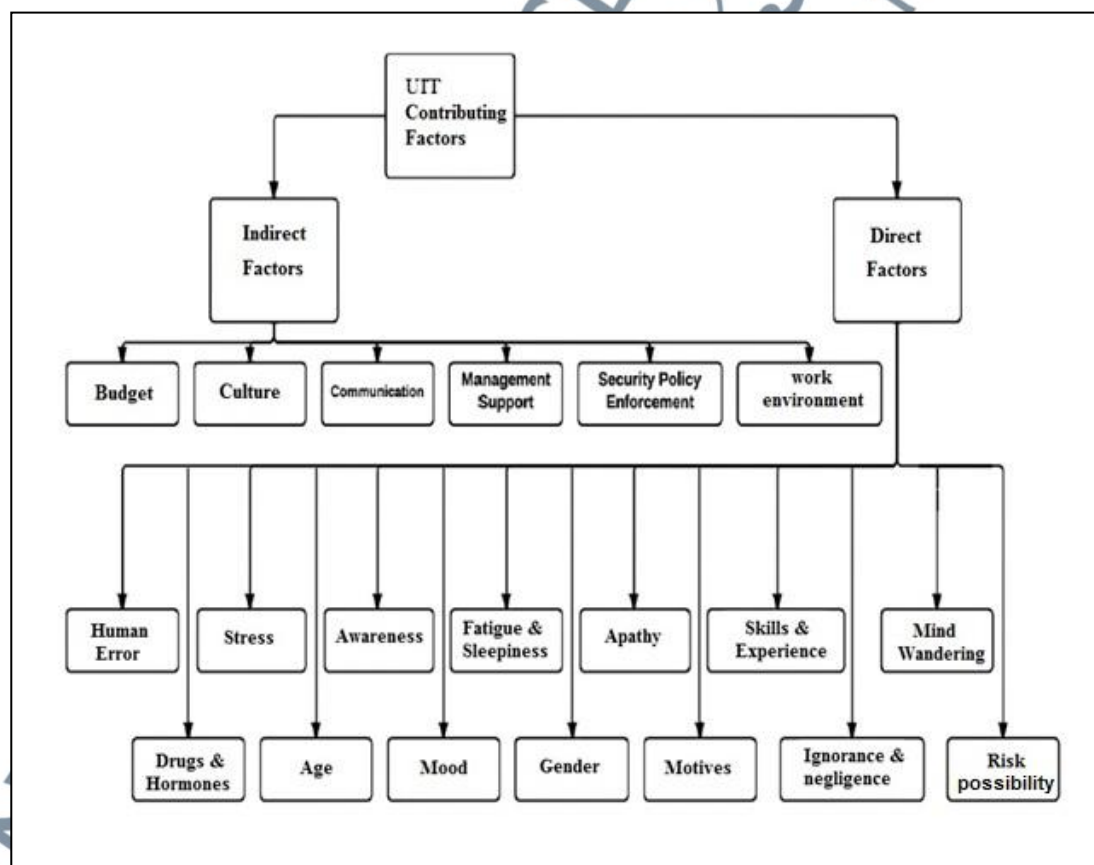 UIT
Contributing
Factors
Indirect
Factors
Direct
Factors
Budget
Culture
Communication
Management
Support
Security Policy
Enforcement
work
environment
Human
Error
Stress
Awareness
Fatigue &
Sleepiness
Apathy
Skills &
Experience
Mind
Wandering
Drugs &
Hormones
Age
Mood
Gender
Motives
Ignorance &
negligence
Risk
possibility